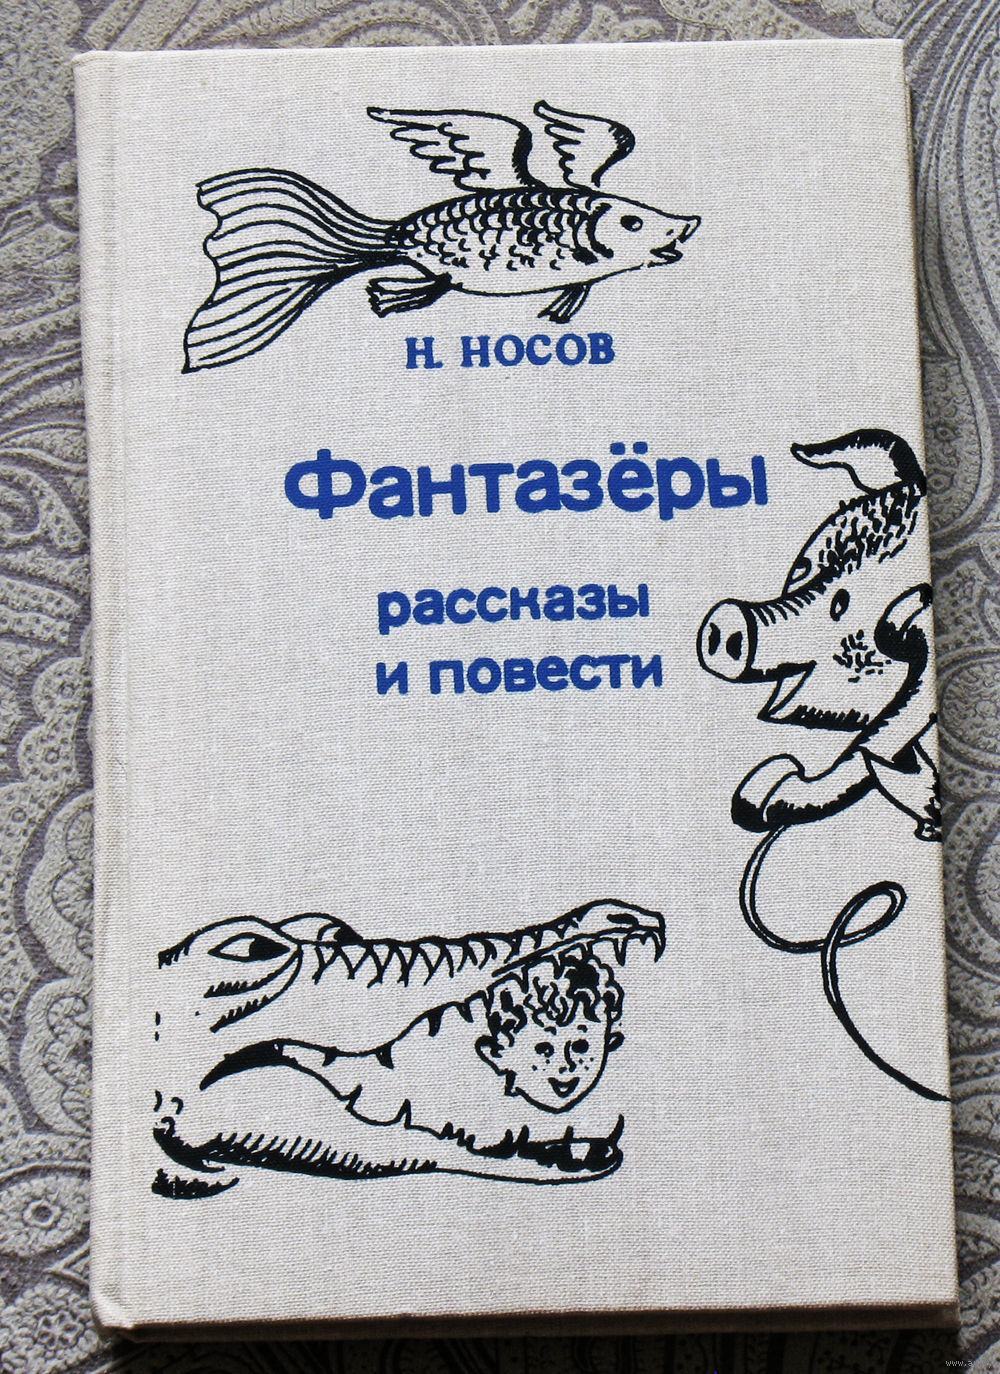 Н. НОСОВ
Фантазёры
рассказы
и повести